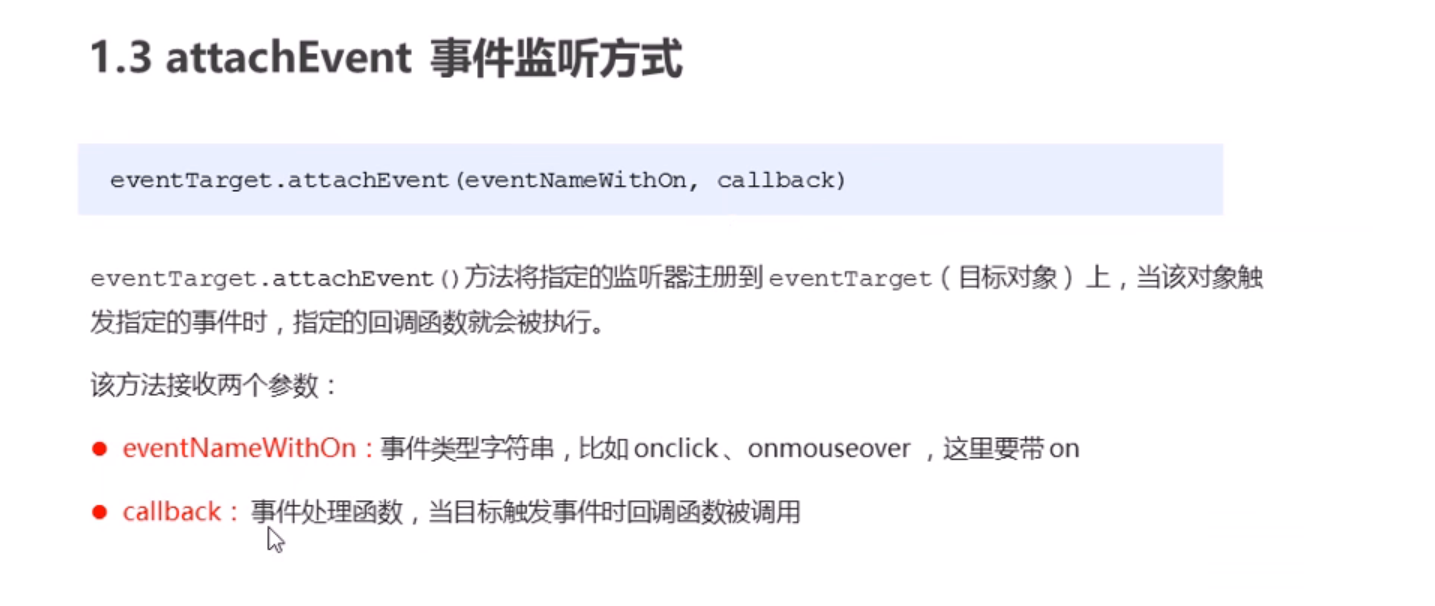 1.3 attachEvent 事件监听方式
eventTarget.attachEvent(eventNameWithOn, callback)
eventTarget.attachEvent()方法将指定的监听器注册到 eventTarget（目标对象）上，当该对象触
发指定的事件时，指定的回调函数就会被执行。
该方法接收两个参数：
● eventNameWithOn：事件类型字符串，比如 onclick、onmouseover ，这里要带 on
● callback： 事件处理函数，当目标触发事件时回调函数被调用